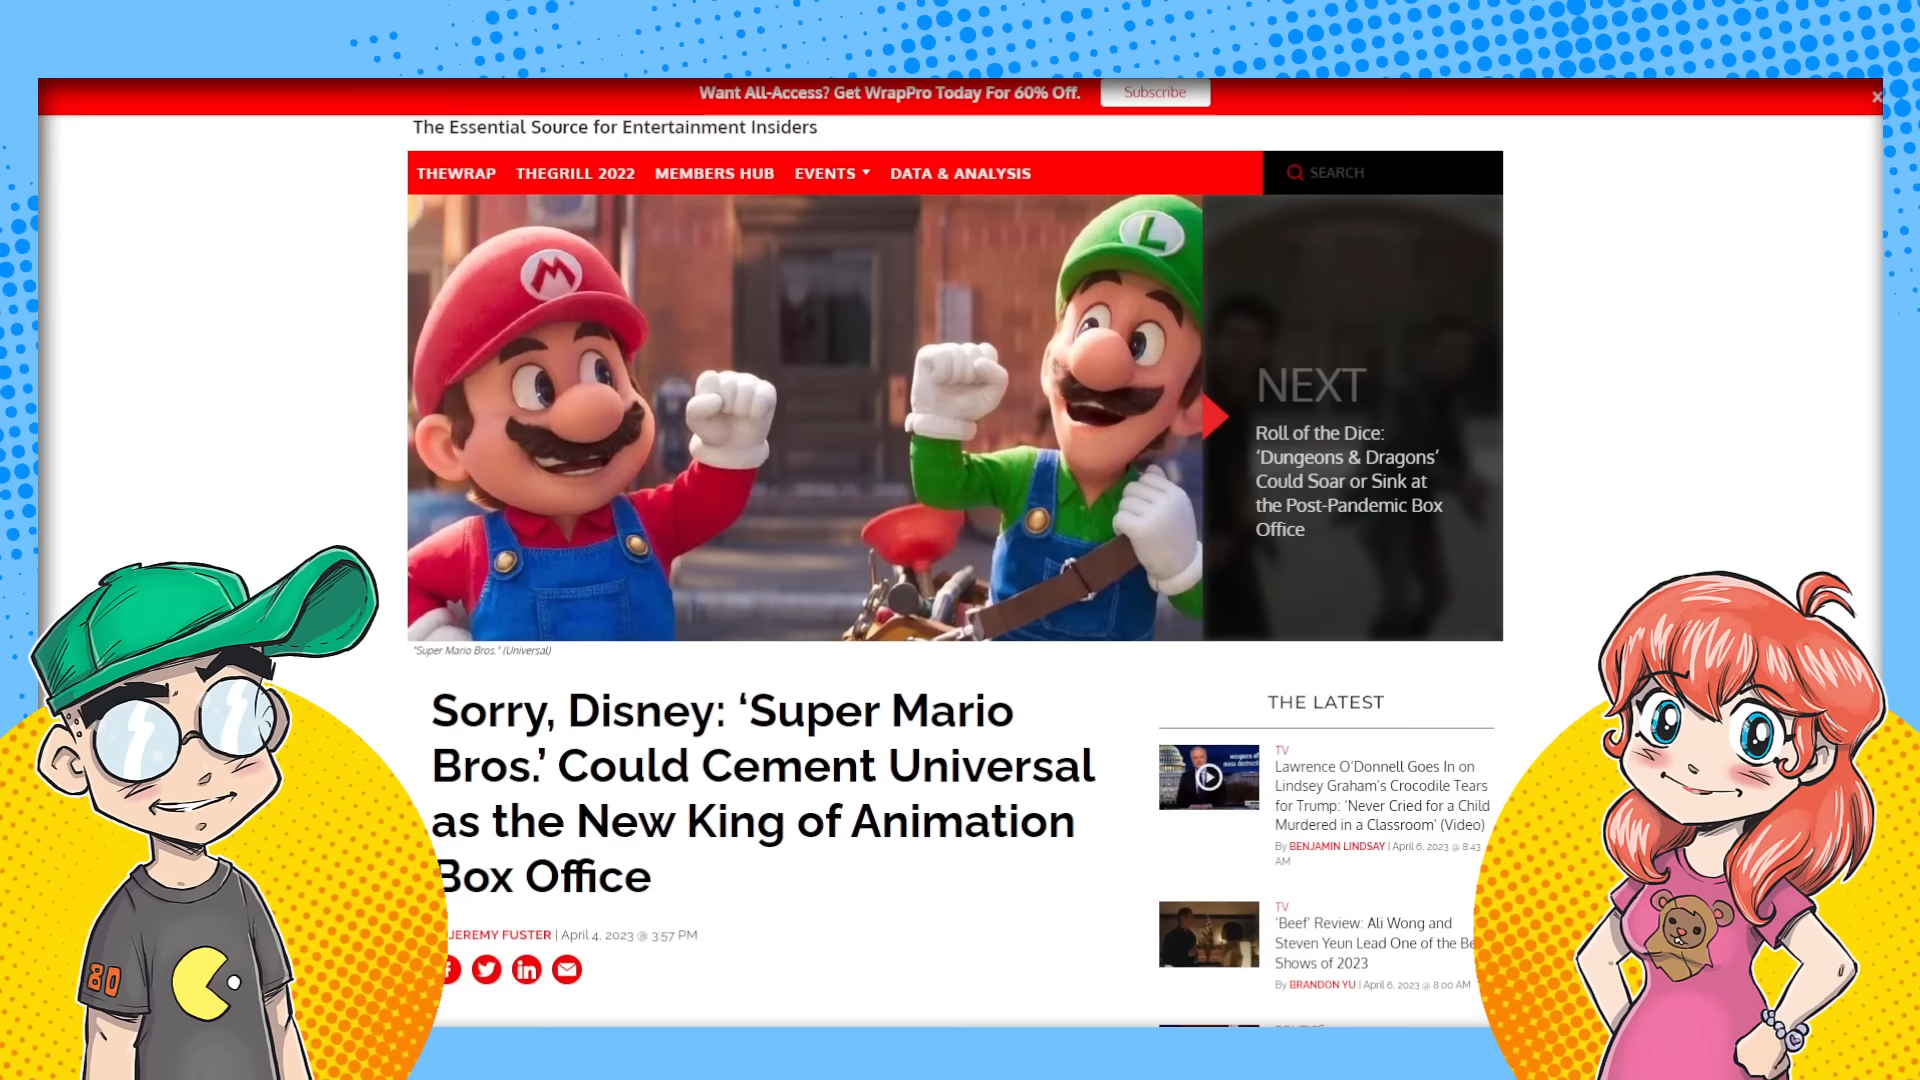 Want All-Access? Get WrapPro Today For 60% Off.
Subscribe
x
The Essential Source for Entertainment Insiders
THEWRAP
THEGRILL 2022
MEMBERS HUB
EVENTS
DATA & ANALYSIS
SEARCH
M
L
NEXT
Roll of the Dice:
‘Dungeons & Dragons’
Could Soar or Sink at
the Post-Pandemic Box
Office
"Super Mario Bros." (Universal)
Sorry, Disney: ‘Super Mario
Bros.’ Could Cement Universal
as the New King of Animation
Box Office
JEREMY FUSTER | April 4, 2023 @ 3:57 PM
THE LATEST
TV
Lawrence O’Donnell Goes In on
Lindsey Graham’s Crocodile Tears
for Trump: ‘Never Cried for a Child
Murdered in a Classroom’ (Video)
By BENJAMIN LINDSAY | April 6, 2023 @ 8:43
AM
weapons of
mass destruct
TV
‘Beef’ Review: Ali Wong and
Steven Yeun Lead One of the Be
Shows of 2023
By BRANDON YU | April 6, 2023 @ 8:00 AM
80